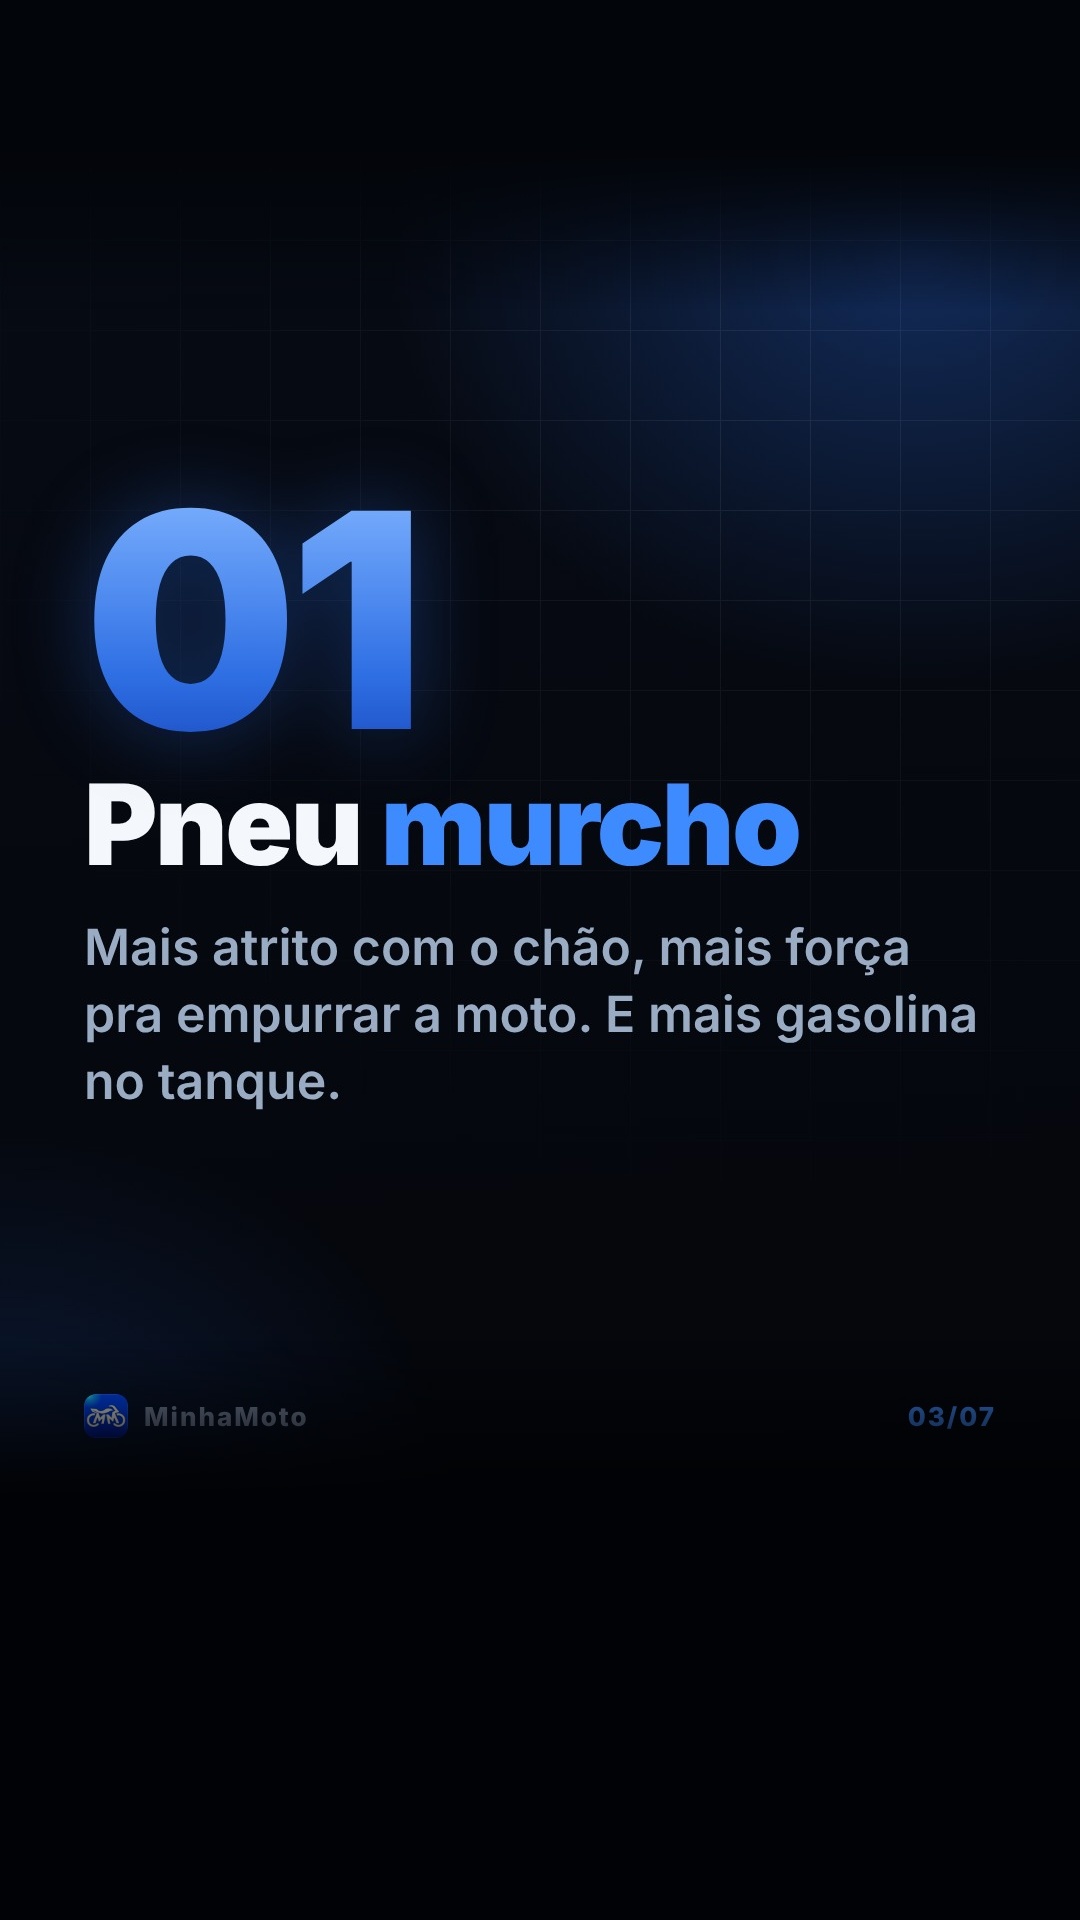 01
Pneu murcho
Mais atrito com o chão, mais força
pra empurrar a moto. E mais gasolina
no tanque.
MinhaMoto
03/07